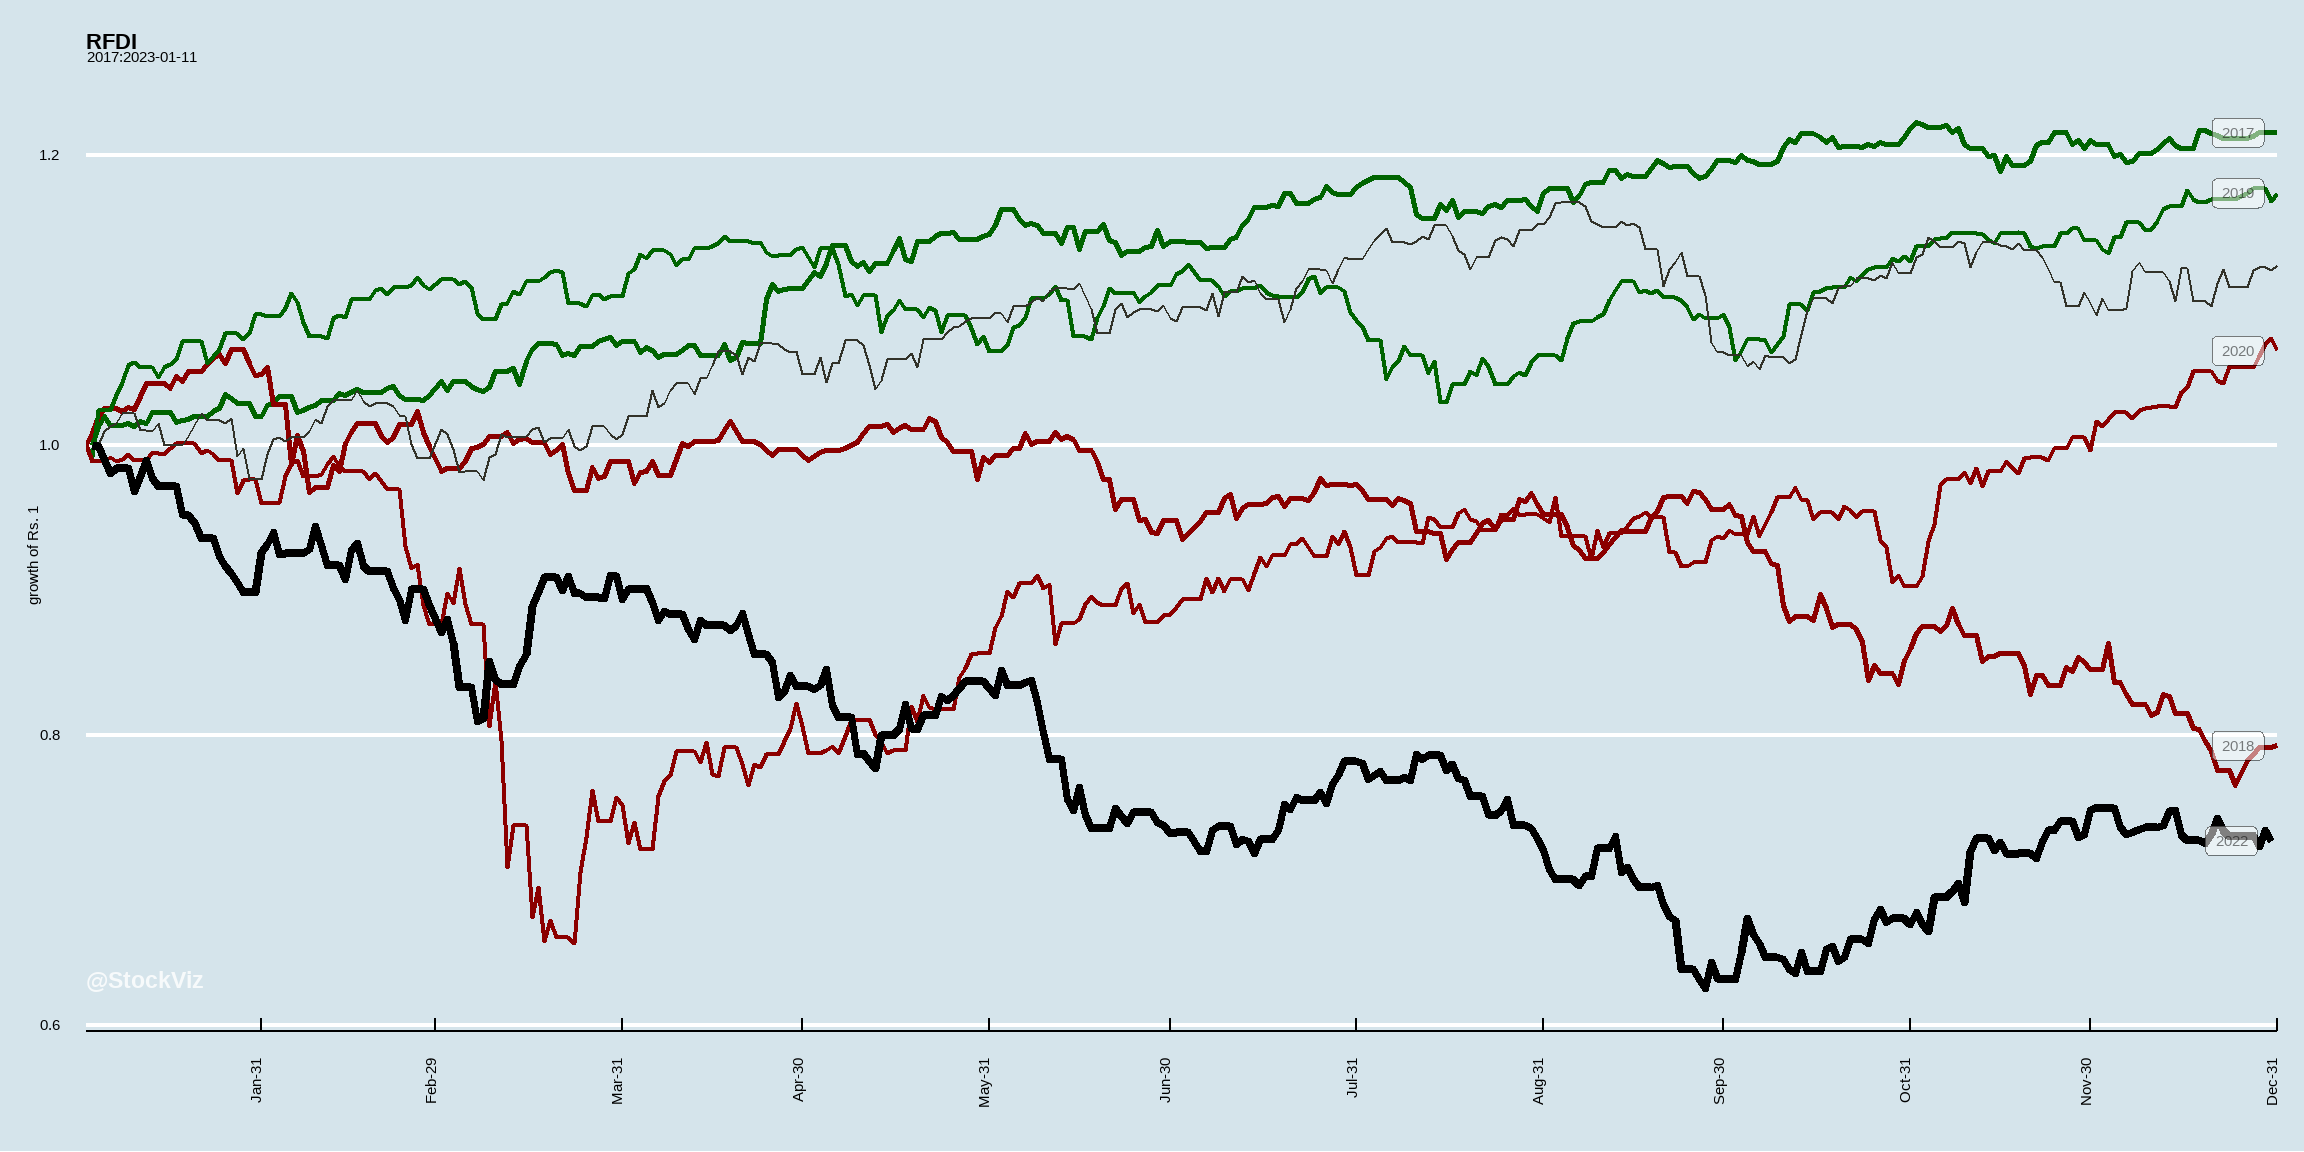 RFDI
2017:2023-01-11
1.2
1.0
0.8
0.6
growth of Rs. 1
2017
2019
2020
2018
2022
@StockViz
Jan-31
Feb-29
Mar-31
Apr-30
May-31
Jun-30
Jul-31
Aug-31
Sep-30
Oct-31
Nov-30
Dec-31